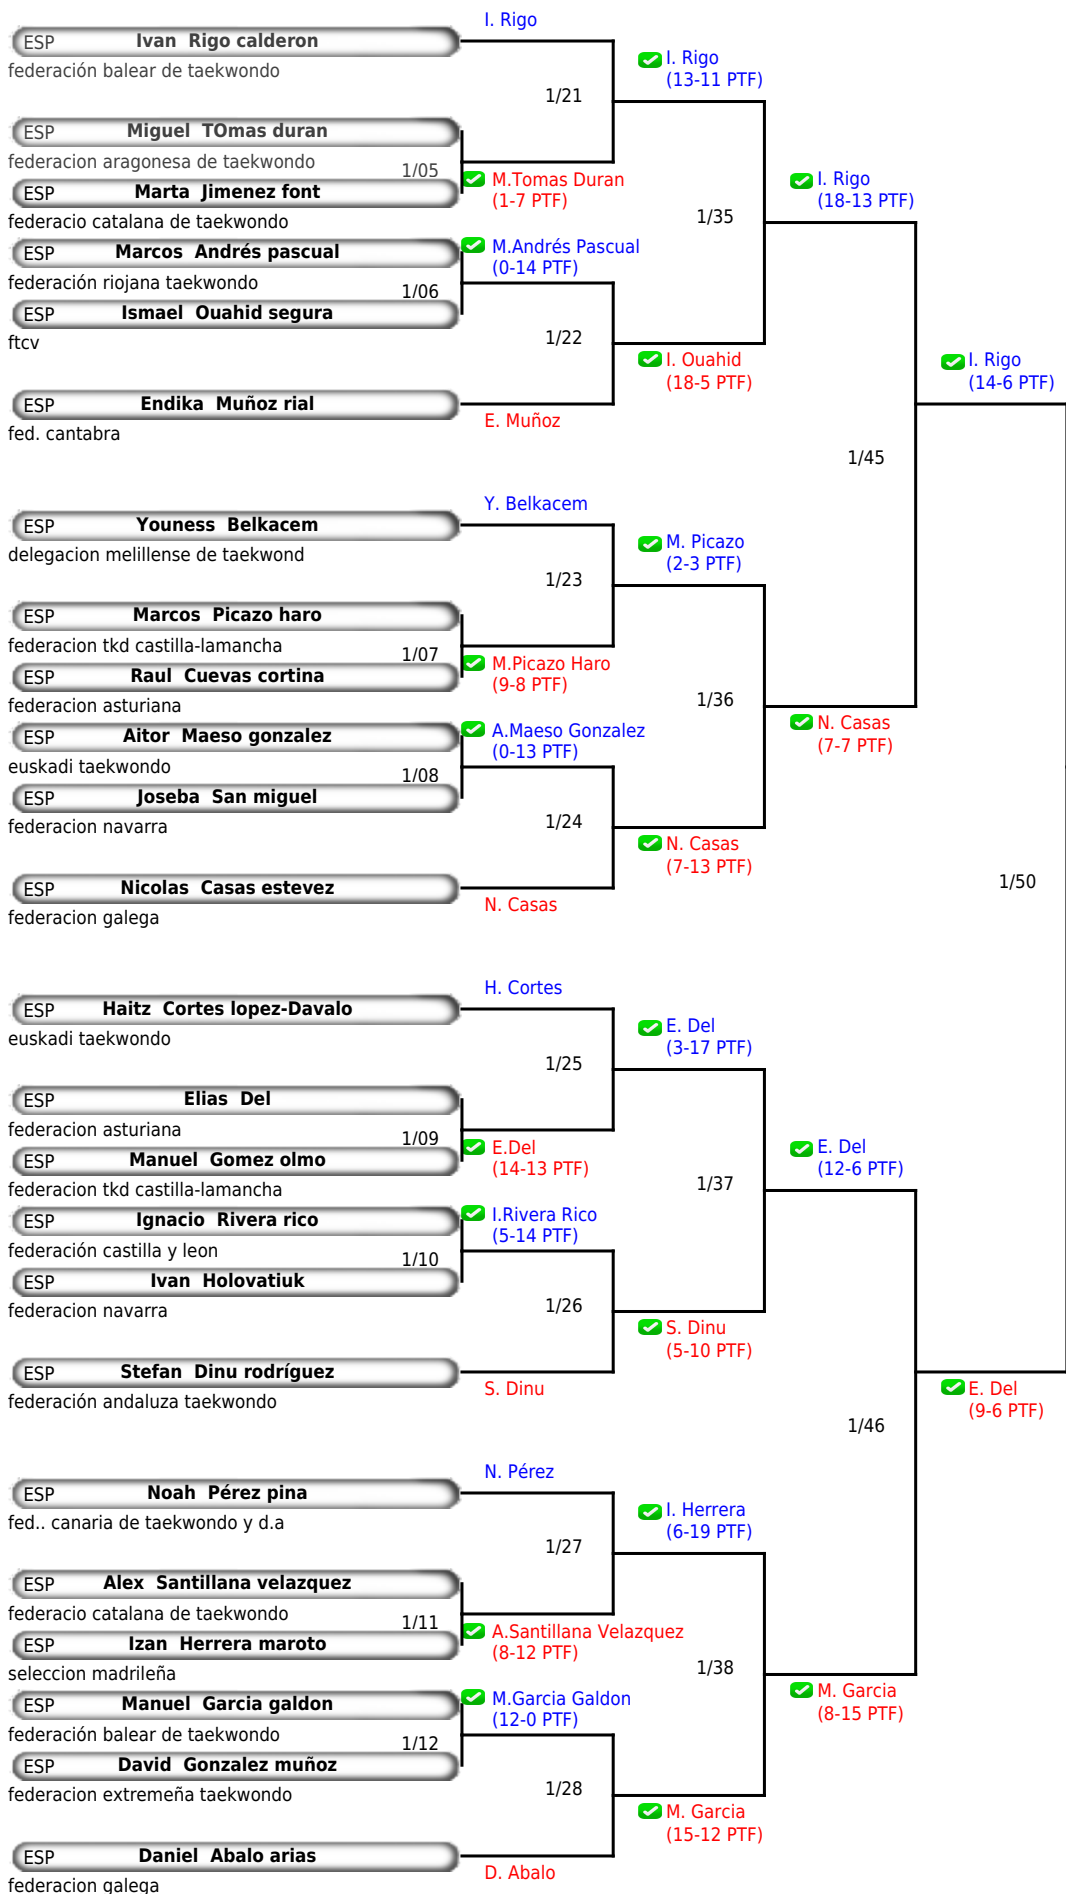 I. Rigo
ESP Ivan Rigo calderon
federación balear de taekwondo
I. Rigo
(13-11 PTF)
1/21
ESP Miguel TOmas duran
federacion aragonesa de taekwondo
1/05
M.Tomas Duran
(1-7 PTF)
ESP Marta Jimenez font
federacio catalana de taekwondo
I. Rigo
(18-13 PTF)
1/35
ESP Marcos Andrés pascual
federación riojana taekwondo
M.Andrés Pascual
(0-14 PTF)
1/06
ESP Ismael Ouahid segura
ftcv
1/22
I. Ouahid
(18-5 PTF)
I. Rigo
(14-6 PTF)
ESP Endika Muñoz rial
fed. cantabra
E. Muñoz
1/45
Y. Belkacem
ESP Youness Belkacem
delegacion melillense de taekwond
M. Picazo
(2-3 PTF)
1/23
ESP Marcos Picazo haro
federacion tkd castilla-lamancha
1/07
M.Picazo Haro
(9-8 PTF)
ESP Raul Cuevas cortina
federacion asturiana
1/36
ESP Aitor Maeso gonzalez
euskadi taekwondo
A.Maeso Gonzalez
(0-13 PTF)
N. Casas
(7-7 PTF)
1/08
ESP Joseba San miguel
federacion navarra
1/24
N. Casas
(7-13 PTF)
ESP Nicolas Casas estevez
federacion galega
N. Casas
1/50
H. Cortes
ESP Haitz Cortes lopez-Davalo
euskadi taekwondo
E. Del
(3-17 PTF)
1/25
ESP Elias Del
federacion asturiana
1/09
E.Del
(14-13 PTF)
ESP Manuel Gomez olmo
federacion tkd castilla-lamancha
E. Del
(12-6 PTF)
1/37
ESP Ignacio Rivera rico
federación castilla y leon
I.Rivera Rico
(5-14 PTF)
1/10
ESP Ivan Holovatiuk
federacion navarra
1/26
S. Dinu
(5-10 PTF)
ESP Stefan Dinu rodríguez
federación andaluza taekwondo
S. Dinu
E. Del
(9-6 PTF)
1/46
N. Pérez
ESP Noah Pérez pina
fed.. canaria de taekwondo y d.a
I. Herrera
(6-19 PTF)
1/27
ESP Alex Santillana velazquez
federacio catalana de taekwondo
1/11
A.Santillana Velazquez
(8-12 PTF)
ESP Izan Herrera maroto
seleccion madrileña
1/38
ESP Manuel Garcia galdon
federación balear de taekwondo
M.Garcia Galdon
(12-0 PTF)
M. Garcia
(8-15 PTF)
1/12
ESP David Gonzalez muñoz
federacion extremeña taekwondo
1/28
M. Garcia
(15-12 PTF)
ESP Daniel Abalo arias
federacion galega
D. Abalo